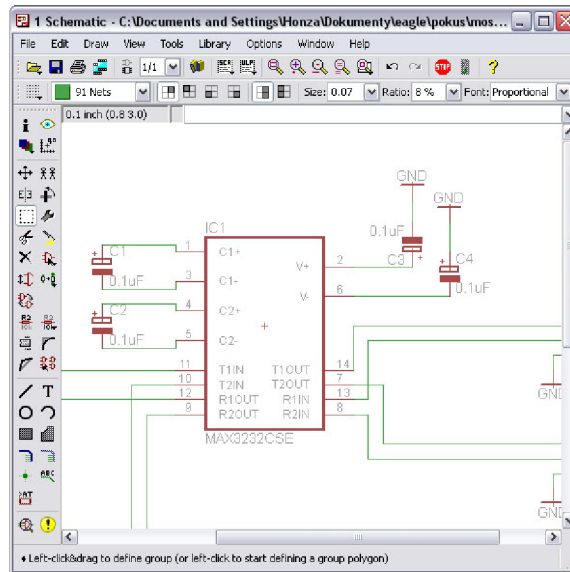 1 Schematic - C:\Documents and Settings\Honza\Dokumenty\eagle\pokus\mos...
File Edit Draw View Tools Library Options Window Help
1/1 SCR ULP STOP ?
91 Nets Size: 0.07 Ratio: 8 % Font: Proportional
0.1 inch (0.8 3.0)
GND
GND
IC1
0.1uF
C1
1
C1+
2
V+
C3
C4
0.1uF
3
C1-
6
V-
0.1uF
C2
4
C2+
0.1uF
5
C2-
11
T1IN
T1OUT
14
10
T2IN
T2OUT
7
12
R1OUT
R1IN
13
9
R2OUT
R2IN
8
GND
MAX3232CSE
GND
Left-click&drag to define group (or left-click to start defining a group polygon)